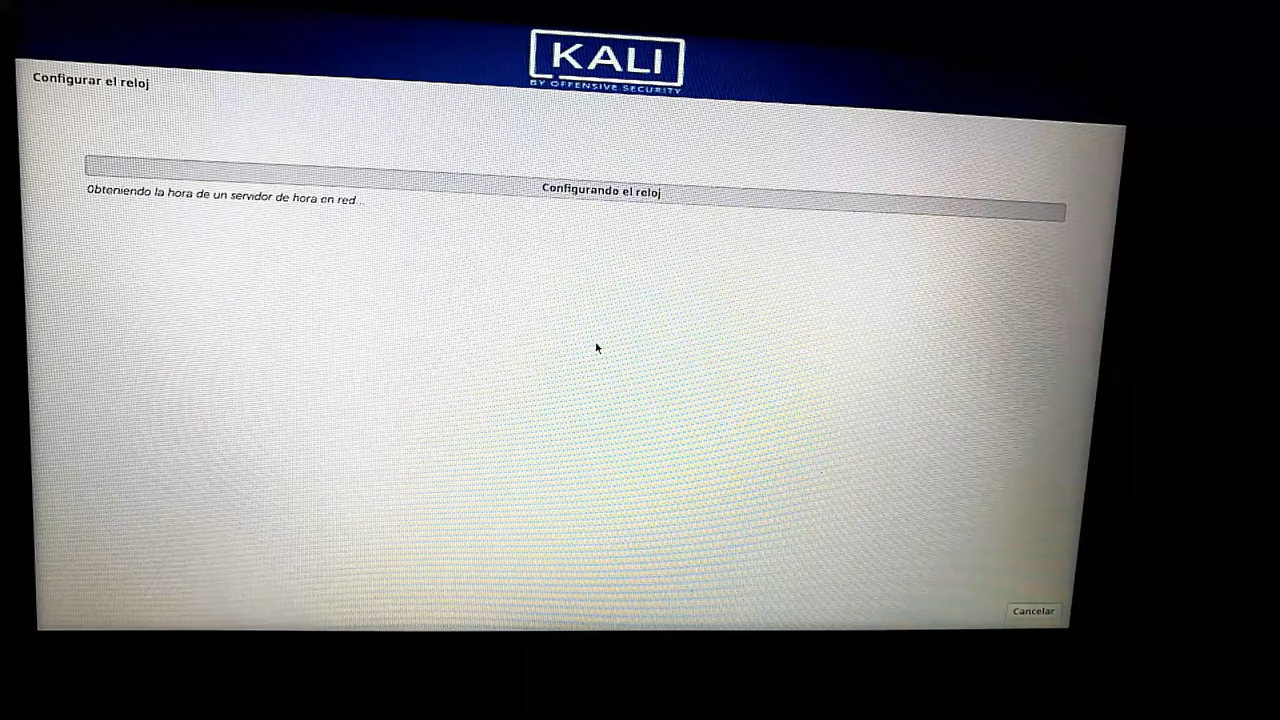 KALI
BY OFFENSIVE SECURITY
Configurar el reloj
Configurando el reloj
Obteniendo la hora de un servidor de hora en red...
Cancelar